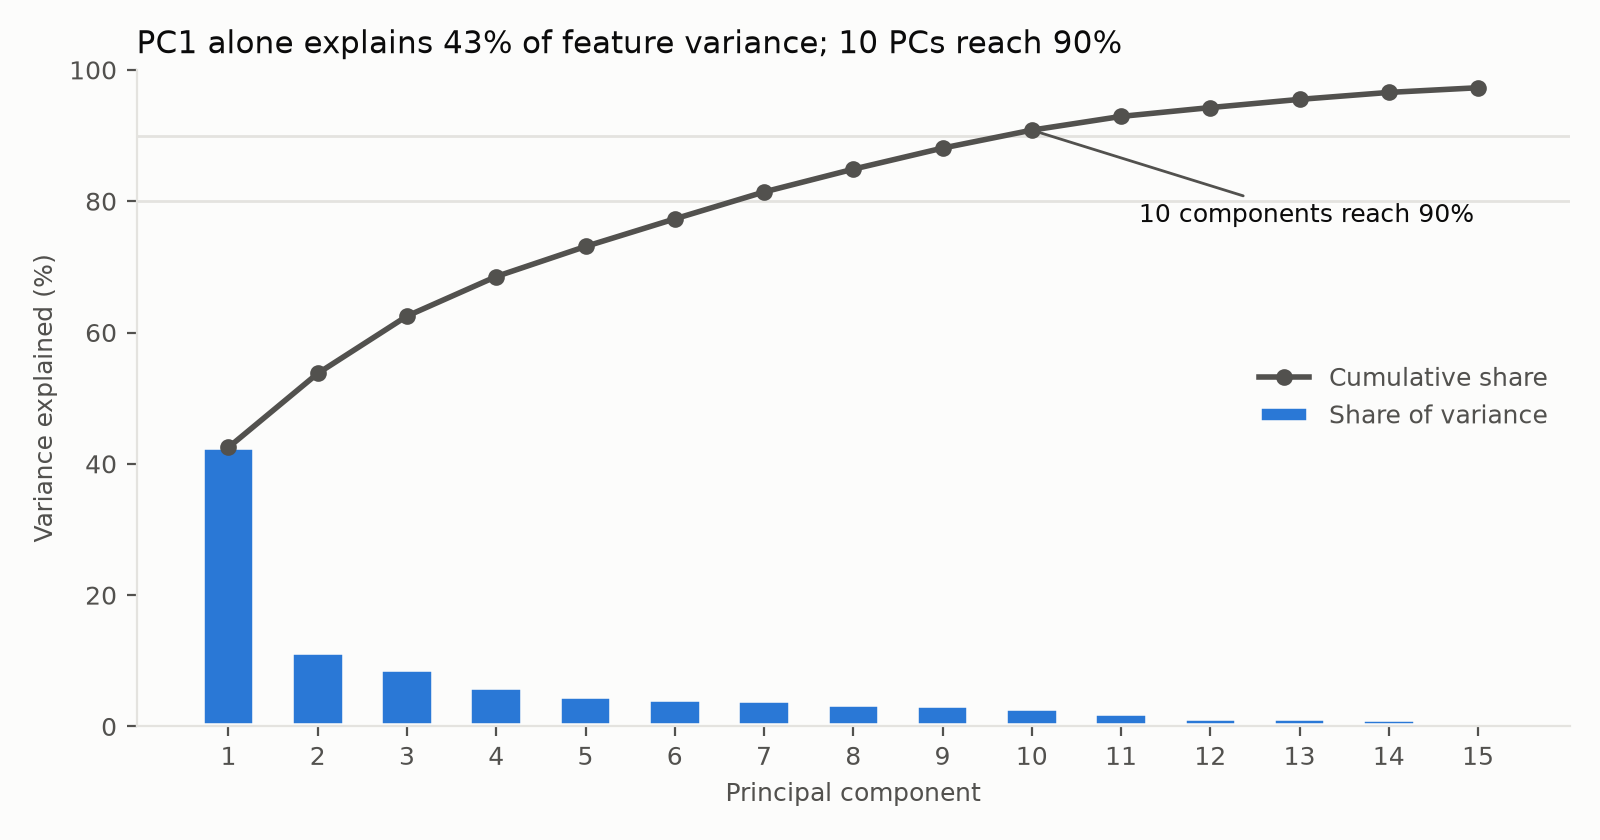 PC1 alone explains 43% of feature variance; 10 PCs reach 90%
100
80
60
40
20
0
Variance explained (%)
10 components reach 90%
Cumulative share
Share of variance
1 2 3 4 5 6 7 8 9 10 11 12 13 14 15
Principal component